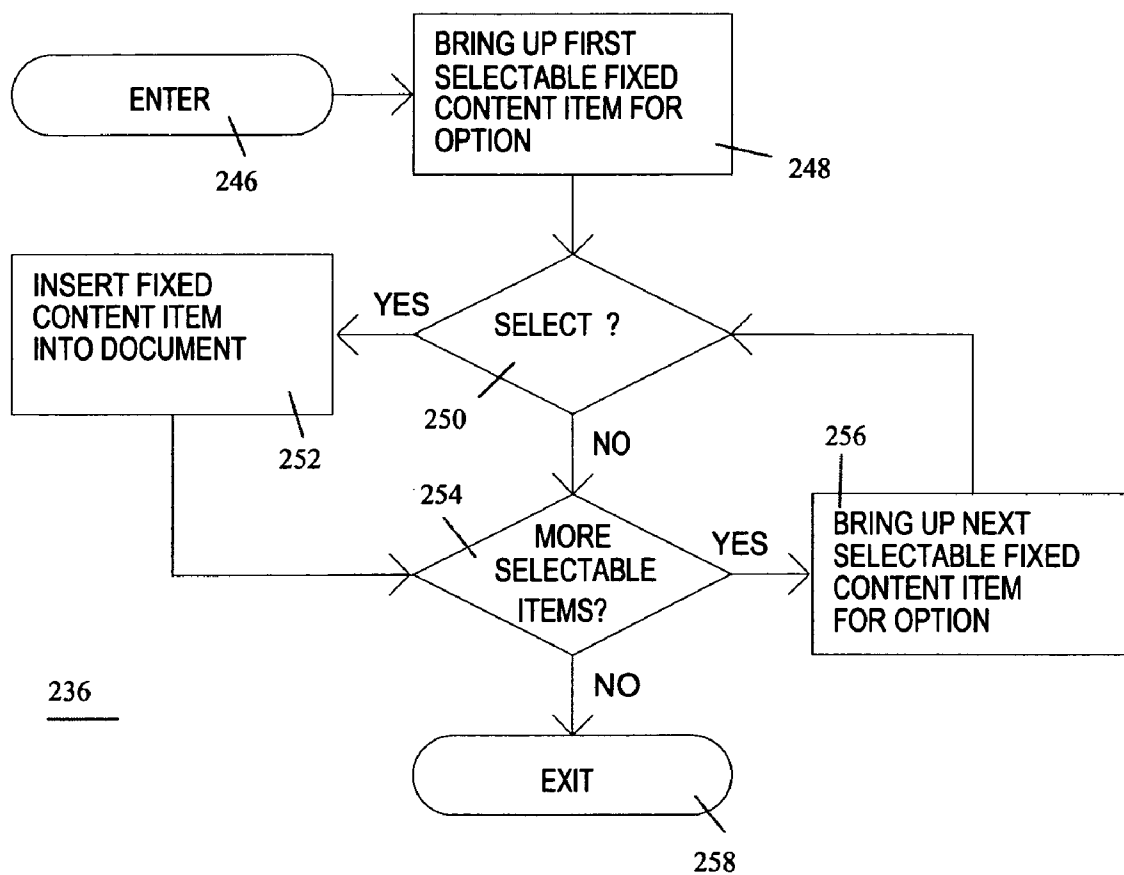 ENTER
246
BRING UP FIRST
SELECTABLE FIXED
CONTENT ITEM FOR
OPTION
248
INSERT FIXED
CONTENT ITEM
INTO DOCUMENT
252
YES
SELECT ?
250
NO
254
MORE
SELECTABLE
ITEMS?
YES
256
BRING UP NEXT
SELECTABLE FIXED
CONTENT ITEM
FOR OPTION
236
NO
EXIT
258